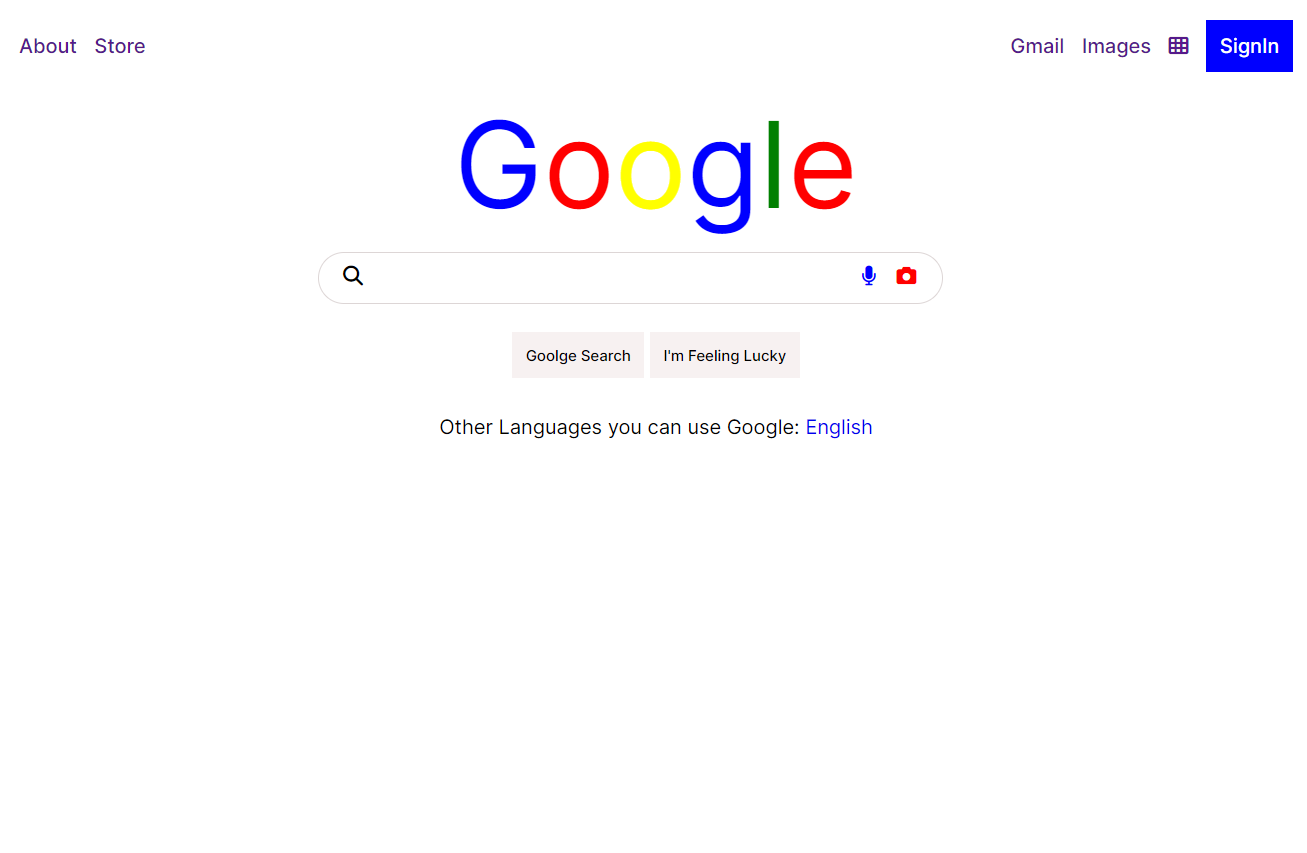 About Store Gmail Images SignIn
Google
Goolge Search I'm Feeling Lucky
Other Languages you can use Google: English